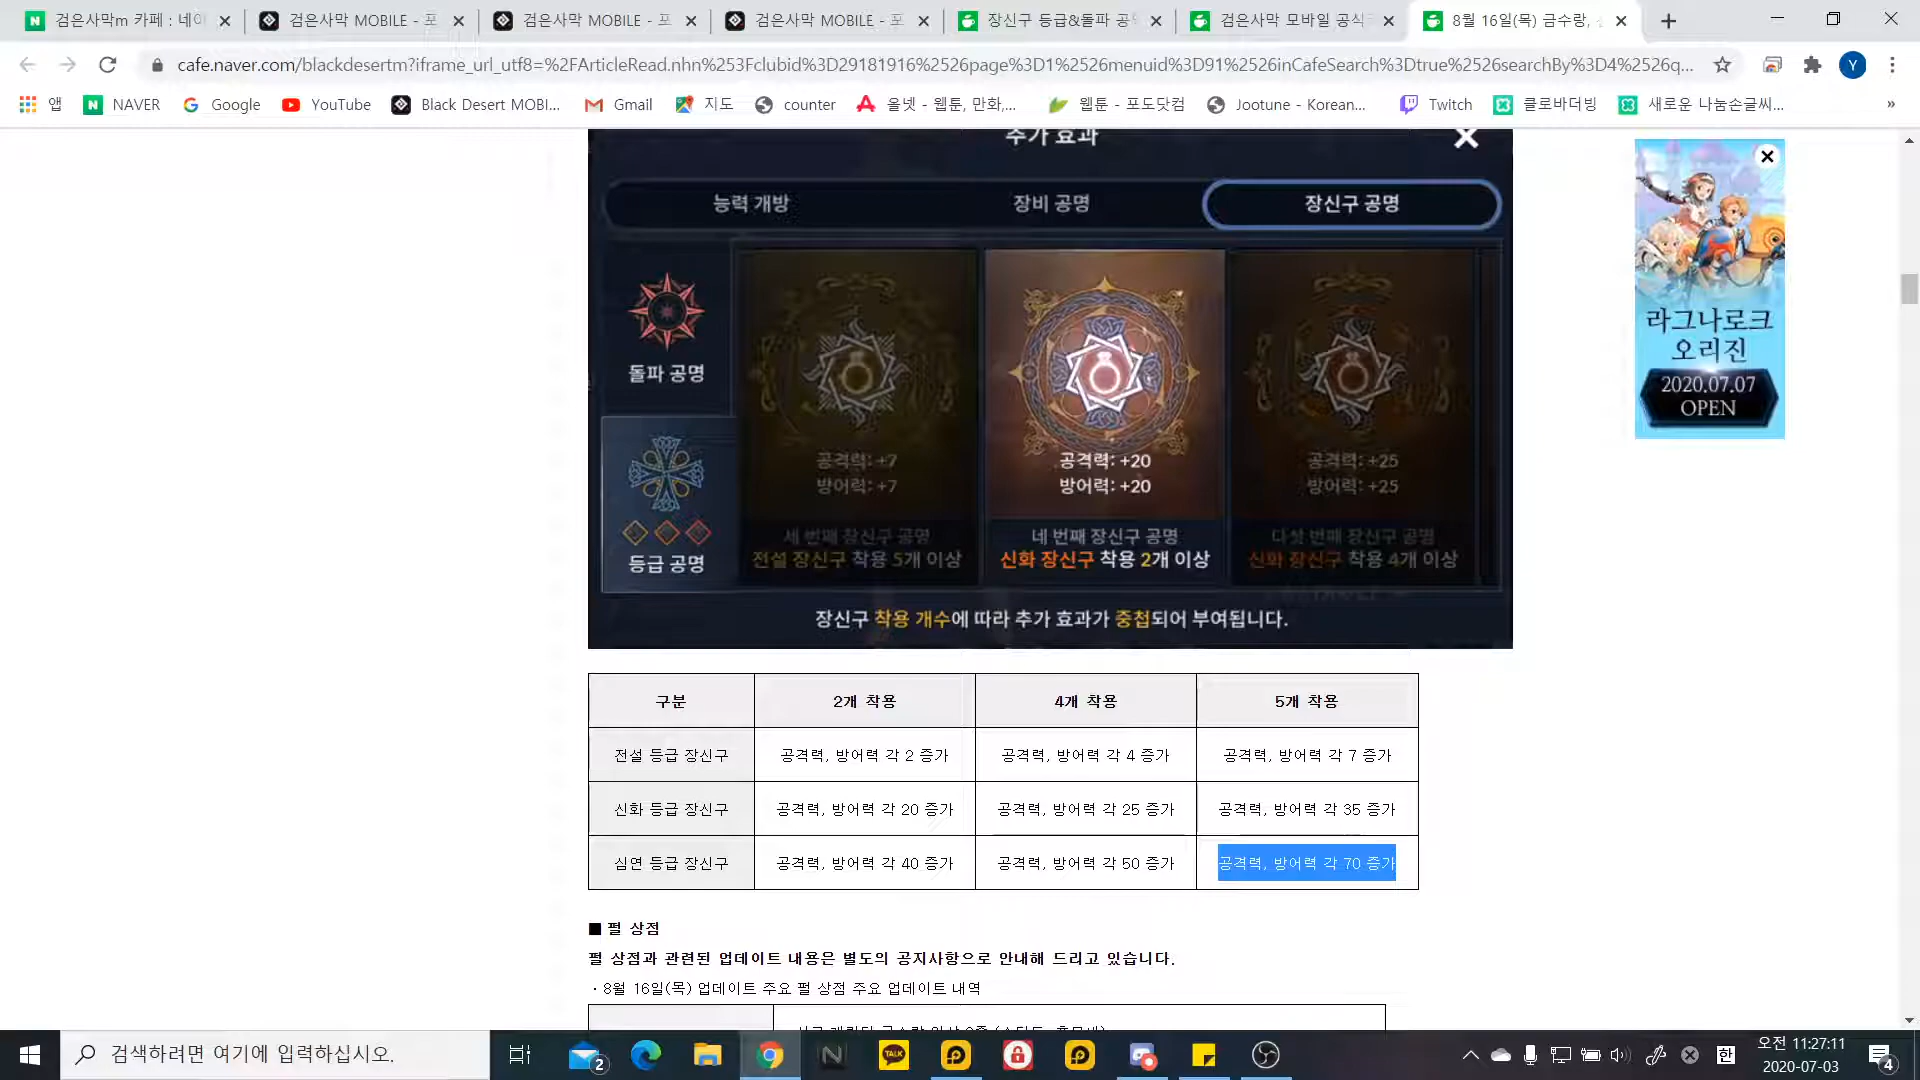 검은사막m 카페 : 네이
검은사막 MOBILE - 포
검은사막 MOBILE - 포
검은사막 MOBILE - 포
장신구 등급&돌파 공명
검은사막 모바일 공식
8월 16일(목) 금수랑,
cafe.naver.com/blackdesertm?iframe_url_utf8=%2FArticleRead.nhn%253Fclubid%3D29181916%2526page%3D1%2526menuid%3D91%2526inCafeSearch%3Dtrue%2526searchBy%3D4%2526q...
Y
앱
NAVER
Google
YouTube
Black Desert MOBI...
Gmail
지도
counter
올넷 - 웹툰, 만화,...
웹툰 - 포도닷컴
Jootune - Korean...
Twitch
클로바더빙
새로운 나눔손글씨...
»
추가 효과
능력 개방
장비 공명
장신구 공명
돌파 공명
등급 공명
공격력: +7
방어력: +7
세 번째 장신구 공명
전설 장신구 착용 5개 이상
공격력: +20
방어력: +20
네 번째 장신구 공명
신화 장신구 착용 2개 이상
공격력: +25
방어력: +25
다섯 번째 장신구 공명
신화 장신구 착용 4개 이상
장신구 착용 개수에 따라 추가 효과가 중첩되어 부여됩니다.
라그나로크
오리진
2020.07.07
OPEN
구분 2개 착용 4개 착용 5개 착용
전설 등급 장신구 공격력, 방어력 각 2 증가 공격력, 방어력 각 4 증가 공격력, 방어력 각 7 증가
신화 등급 장신구 공격력, 방어력 각 20 증가 공격력, 방어력 각 25 증가 공격력, 방어력 각 35 증가
심연 등급 장신구 공격력, 방어력 각 40 증가 공격력, 방어력 각 50 증가 공격력, 방어력 각 70 증가
■ 펄 상점
펄 상점과 관련된 업데이트 내용은 별도의 공지사항으로 안내해 드리고 있습니다.
· 8월 16일(목) 업데이트 주요 펄 상점 주요 업데이트 내역
검색하려면 여기에 입력하십시오.
2
N
TALK
한
오전 11:27:11
2020-07-03
4